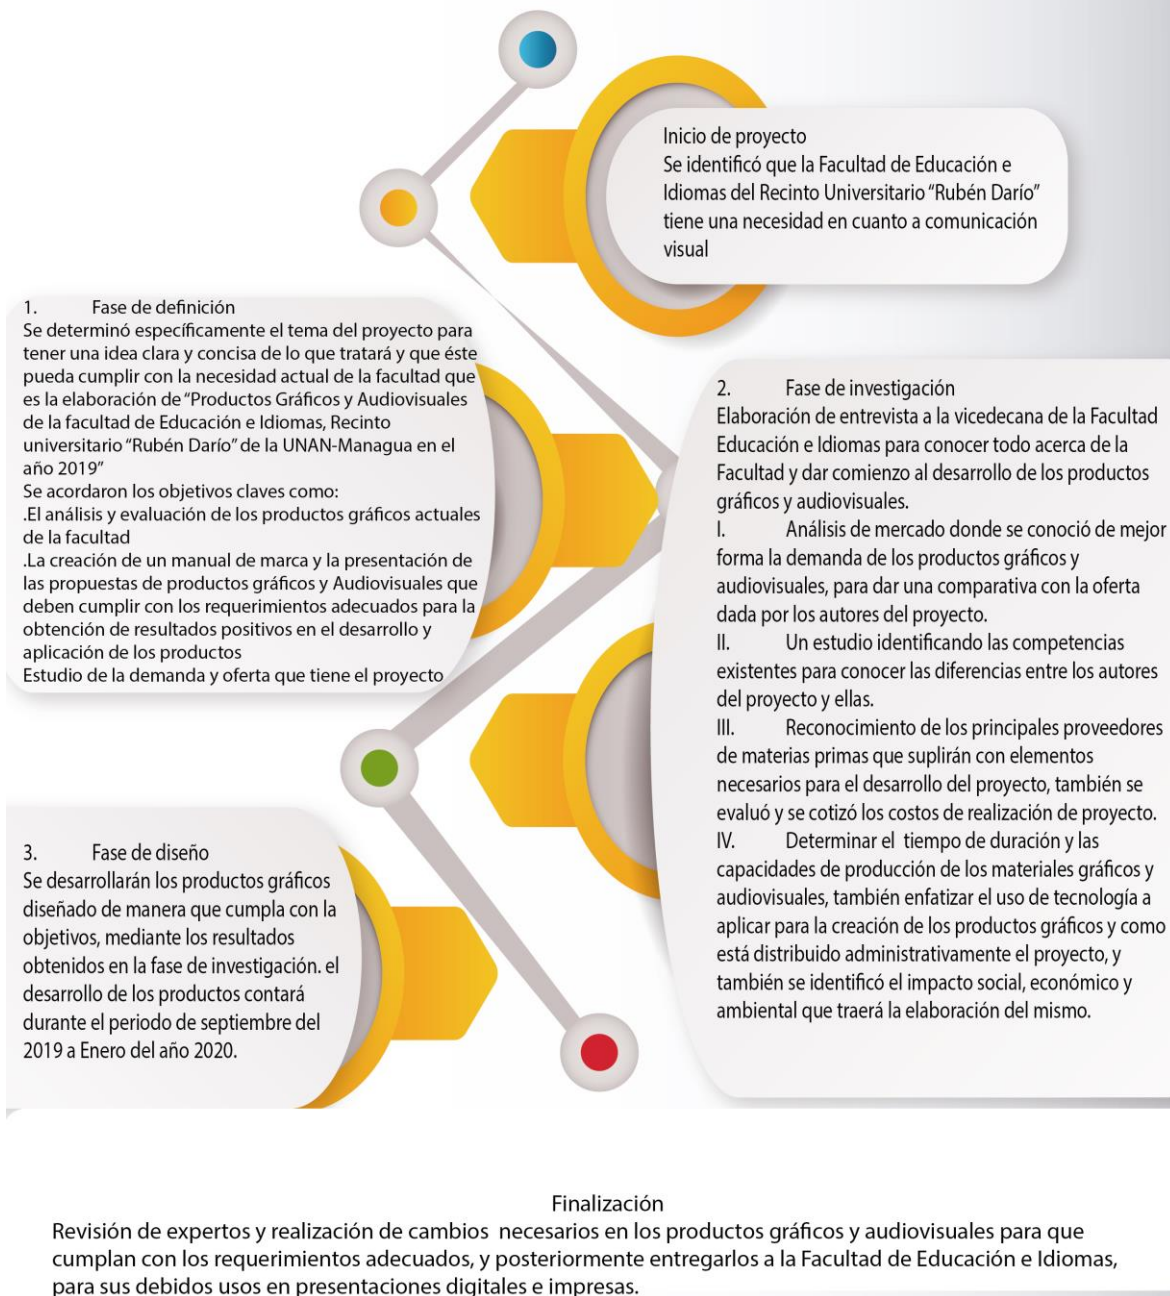 Inicio de proyecto
Se identificó que la Facultad de Educación e
Idiomas del Recinto Universitario “Rubén Darío”
tiene una necesidad en cuanto a comunicación
visual
1. Fase de definición
Se determinó específicamente el tema del proyecto para
tener una idea clara y concisa de lo que tratará y que éste
pueda cumplir con la necesidad actual de la facultad que
es la elaboración de “Productos Gráficos y Audiovisuales
de la facultad de Educación e Idiomas, Recinto
universitario “Rubén Darío” de la UNAN-Managua en el
año 2019”
Se acordaron los objetivos claves como:
.El análisis y evaluación de los productos gráficos actuales
de la facultad
.La creación de un manual de marca y la presentación de
las propuestas de productos gráficos y Audiovisuales que
deben cumplir con los requerimientos adecuados para la
obtención de resultados positivos en el desarrollo y
aplicación de los productos
Estudio de la demanda y oferta que tiene el proyecto
2. Fase de investigación
Elaboración de entrevista a la vicedecana de la Facultad
Educación e Idiomas para conocer todo acerca de la
Facultad y dar comienzo al desarrollo de los productos
gráficos y audiovisuales.
I. Análisis de mercado donde se conoció de mejor
forma la demanda de los productos gráficos y
audiovisuales, para dar una comparativa con la oferta
dada por los autores del proyecto.
II. Un estudio identificando las competencias
existentes para conocer las diferencias entre los autores
del proyecto y ellas.
III. Reconocimiento de los principales proveedores
de materias primas que suplirán con elementos
necesarios para el desarrollo del proyecto, también se
evaluó y se cotizó los costos de realización de proyecto.
IV. Determinar el tiempo de duración y las
capacidades de producción de los materiales gráficos y
audiovisuales, también enfatizar el uso de tecnología a
aplicar para la creación de los productos gráficos y como
está distribuido administrativamente el proyecto, y
también se identificó el impacto social, económico y
ambiental que traerá la elaboración del mismo.
3. Fase de diseño
Se desarrollarán los productos gráficos
diseñado de manera que cumpla con la
objetivos, mediante los resultados
obtenidos en la fase de investigación. el
desarrollo de los productos contará
durante el periodo de septiembre del
2019 a Enero del año 2020.
Finalización
Revisión de expertos y realización de cambios necesarios en los productos gráficos y audiovisuales para que
cumplan con los requerimientos adecuados, y posteriormente entregarlos a la Facultad de Educación e Idiomas,
para sus debidos usos en presentaciones digitales e impresas.